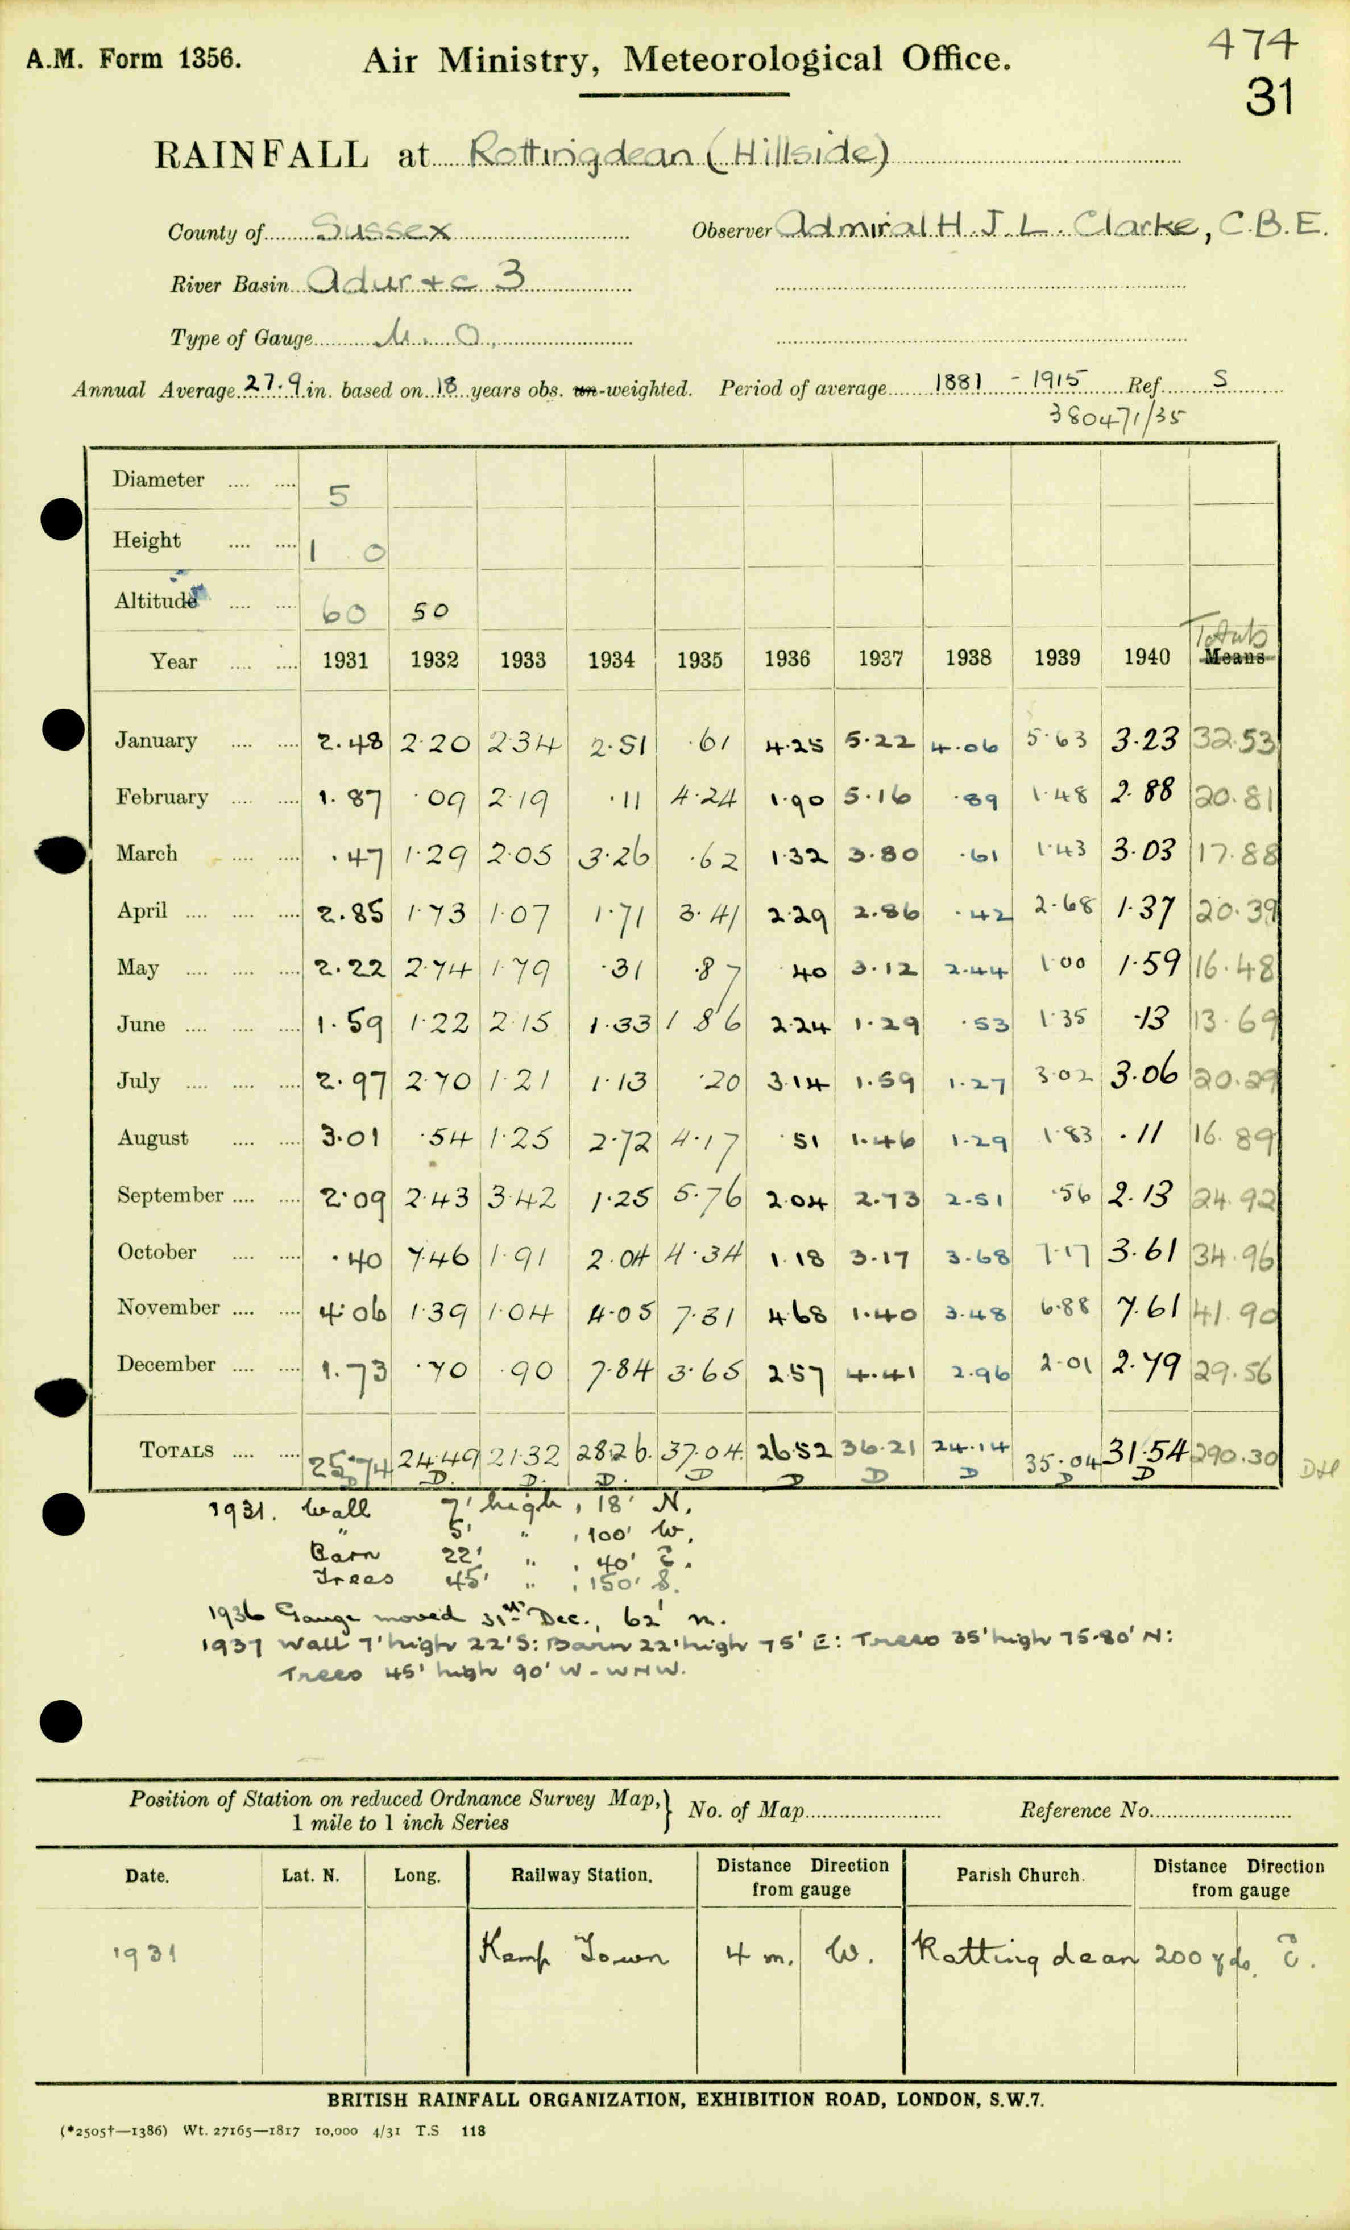 474
A.M. Form 1356. Air Ministry, Meteorological Office.
31
RAINFALL at Rottingdean (Hillside)
County of Sussex Observer Admiral H. J. L. Clarke, C.B.E.
River Basin Adur &c 3
Type of Gauge M. O.
Annual Average 27.9 in. based on 18 years obs. un-weighted. Period of average 1881 - 1915 Ref. S
380471/35
Diameter 5
Height 1 0
Altitude 60 50
Totals
Year 1931 1932 1933 1934 1935 1936 1937 1938 1939 1940 Means
January 2.48 2.20 2.34 2.51 .61 4.25 5.22 4.06 5.63 3.23 32.53
February 1.87 .09 2.19 .11 4.24 1.90 5.16 .89 1.48 2.88 20.81
March .47 1.29 2.05 3.26 .62 1.32 3.80 .61 1.43 3.03 17.88
April 2.85 1.73 1.07 1.71 3.41 2.29 2.86 .42 2.68 1.37 20.39
May 2.22 2.74 1.79 .31 .87 40 3.12 2.44 1.00 1.59 16.48
June 1.59 1.22 2.15 1.33 1.86 2.24 1.29 .53 1.35 .13 13.69
July 2.97 2.70 1.21 1.13 .20 3.14 1.59 1.27 3.02 3.06 20.29
August 3.01 .54 1.25 2.72 4.17 .51 1.46 1.29 1.83 .11 16.89
September 2.09 2.43 3.42 1.25 5.76 2.04 2.73 2.51 .56 2.13 24.92
October .40 7.46 1.91 2.04 4.34 1.18 3.17 3.68 7.17 3.61 34.96
November 4.06 1.39 1.04 4.05 7.31 4.68 1.40 3.48 6.88 7.61 41.90
December 1.73 .70 .90 7.84 3.65 2.57 4.41 2.96 2.01 2.79 29.56
Totals 25.74 24.49 21.32 28.26. 37.04. 26.52 36.21 24.14 35.04 31.54 290.30
D D. D. D. D D D D D D DH
1931. Wall 7' high, 18' N.
" 5' " , 100' W.
Barn 22' " , 40' E.
Trees 45' " , 150' S.
1936 Gauge moved 31st Dec., 62' N.
1937 Wall 7' high 22' S: Barn 22' high 75' E: Trees 35' high 75-80' N:
Trees 45' high 90' W-WNW.
Position of Station on reduced Ordnance Survey Map, 1 mile to 1 inch Series } No. of Map Reference No.
Date. Lat. N. Long. Railway Station. Distance Direction from gauge Parish Church. Distance Direction from gauge
1931 Kemp Town 4 m. W. Rottingdean 200 yds. E.
BRITISH RAINFALL ORGANIZATION, EXHIBITION ROAD, LONDON, S.W.7.
(*2505†—1386) Wt. 27165—1817 10,000 4/31 T.S 118